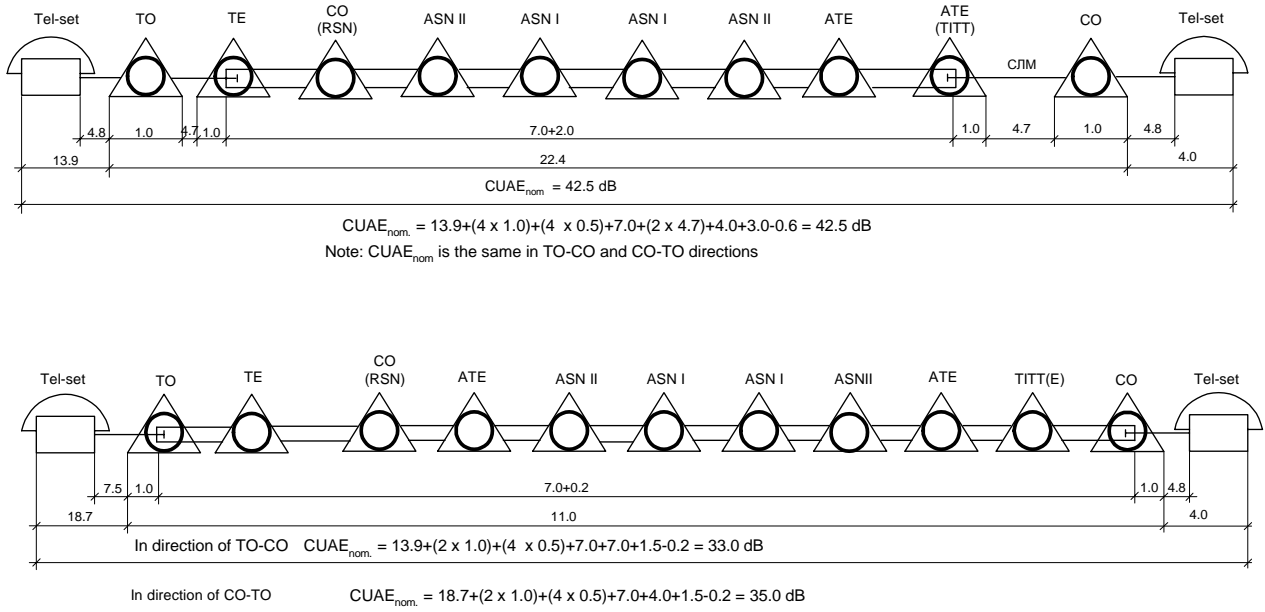 Tel-set TO TE CO (RSN) ASN II ASN I ASN I ASN II ATE ATE (TITT) CO Tel-set
СЛМ
4.8 1.0 4.7 1.0 7.0+2.0 1.0 4.7 1.0 4.8
13.9 22.4 4.0
CUAEnom = 42.5 dB
CUAEnom. = 13.9+(4 x 1.0)+(4 x 0.5)+7.0+(2 x 4.7)+4.0+3.0-0.6 = 42.5 dB
Note: CUAEnom is the same in TO-CO and CO-TO directions
Tel-set TO TE CO (RSN) ATE ASN II ASN I ASN I ASNII ATE TITT(E) CO Tel-set
7.5 1.0 7.0+0.2 1.0 4.8
18.7 11.0 4.0
In direction of TO-CO CUAEnom. = 13.9+(2 x 1.0)+(4 x 0.5)+7.0+7.0+1.5-0.2 = 33.0 dB
In direction of CO-TO CUAEnom. = 18.7+(2 x 1.0)+(4 x 0.5)+7.0+4.0+1.5-0.2 = 35.0 dB